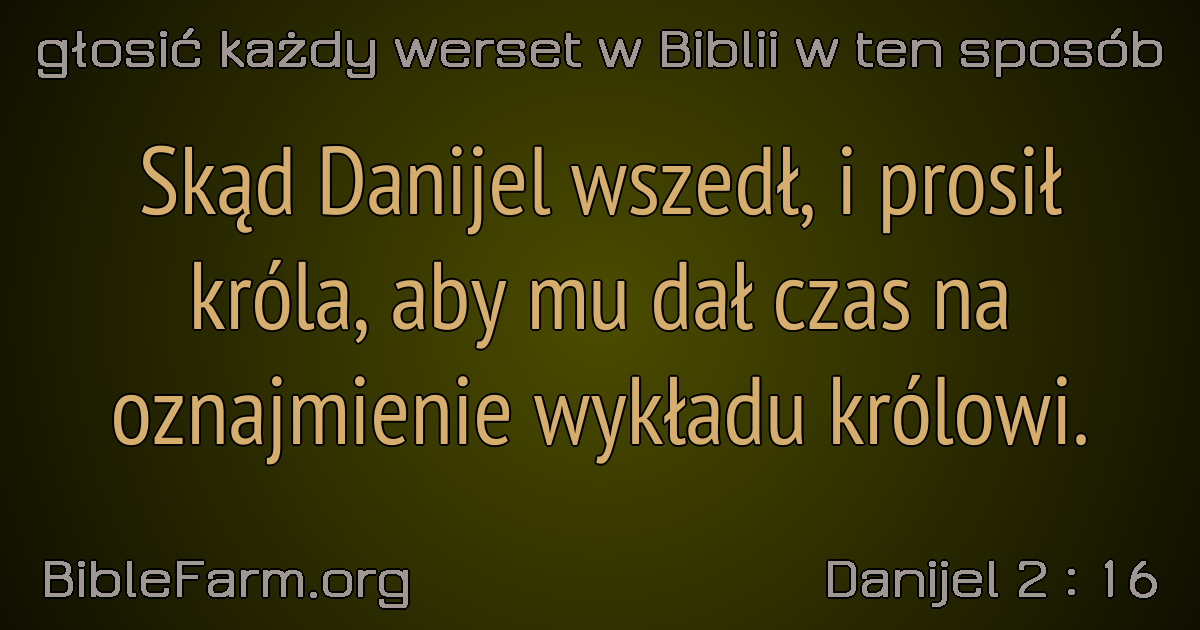 głosić każdy werset w Biblii w ten sposób
Skąd Danijel wszedł, i prosił
króla, aby mu dał czas na
oznajmienie wykładu królowi.
BibleFarm.org
Danijel 2 : 16